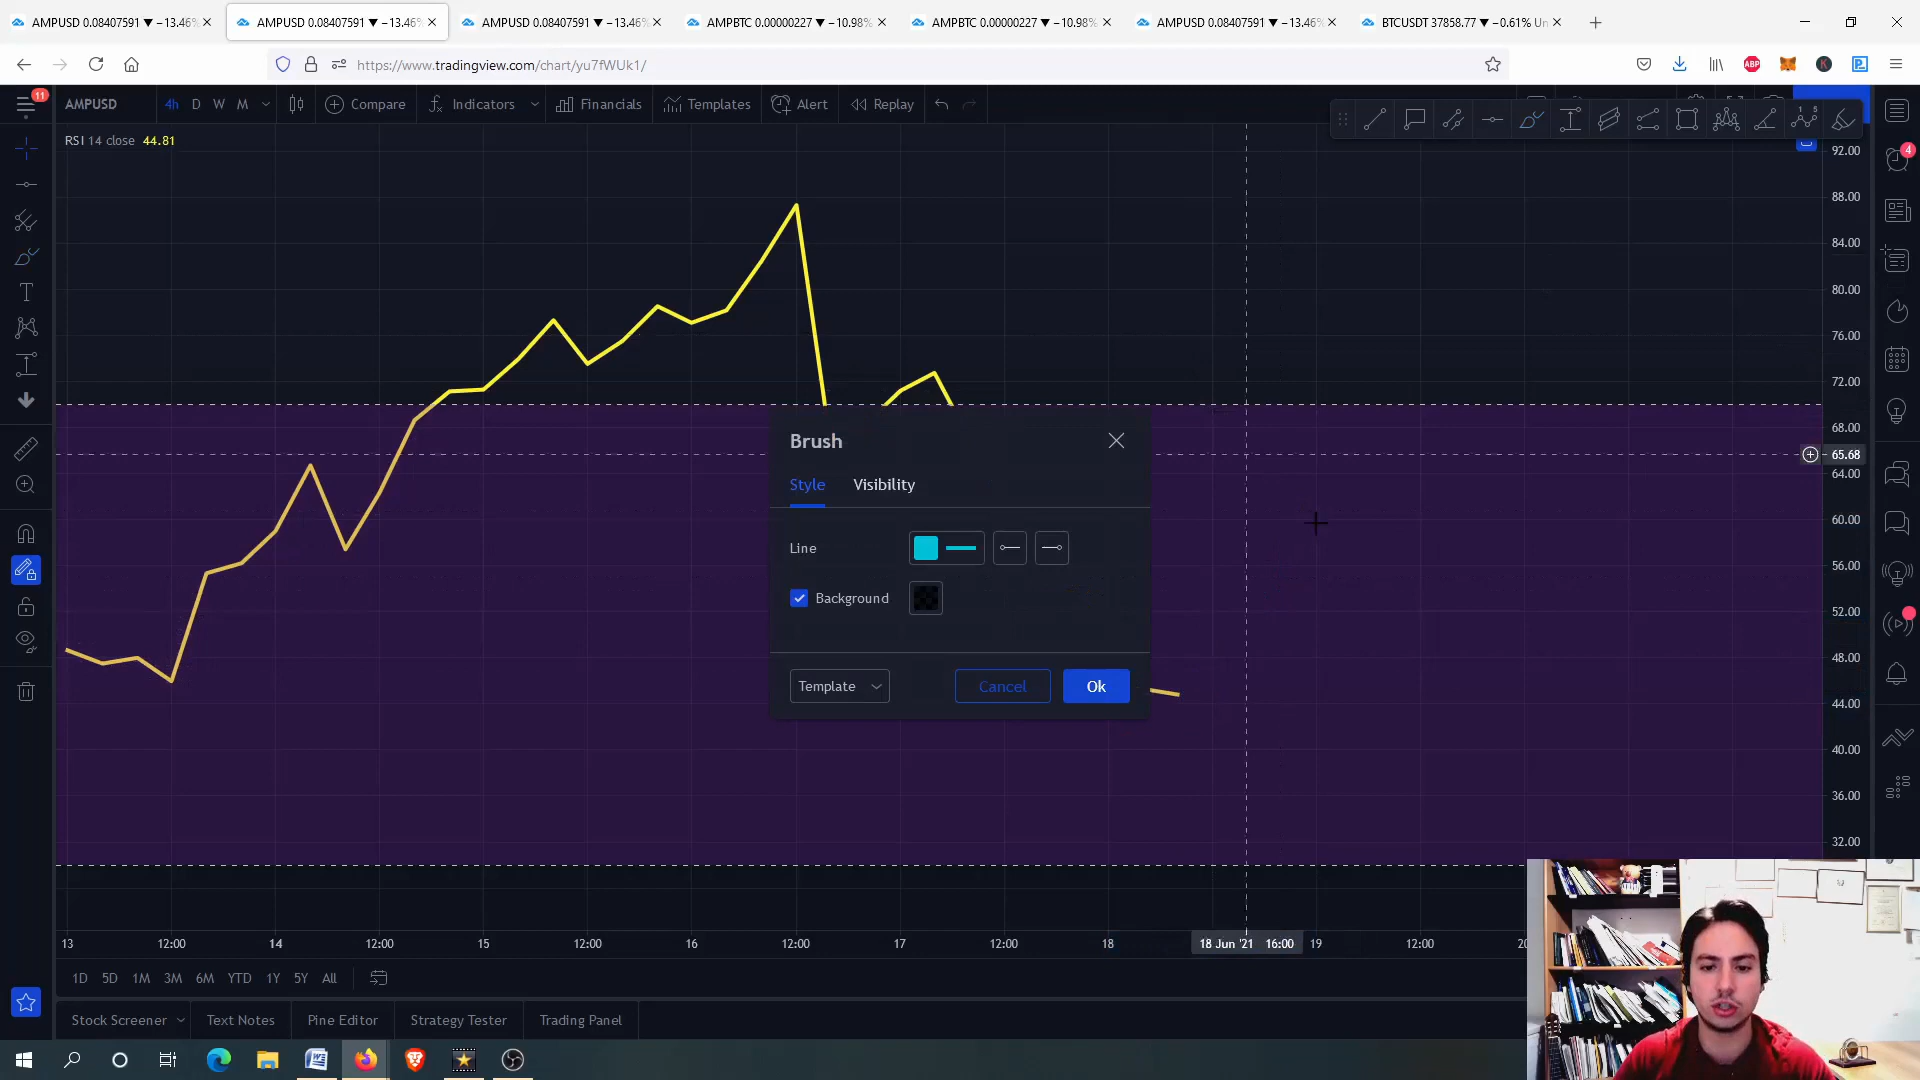 AMPUSD 0.08407591 ▼ −13.46% AMPUSD 0.08407591 ▼ −13.46% AMPUSD 0.08407591 ▼ −13.46% AMPBTC 0.00000227 ▼ −10.98% AMPBTC 0.00000227 ▼ −10.98% AMPUSD 0.08407591 ▼ −13.46% BTCUSDT 37858.77 ▼ −0.61% Un
https://www.tradingview.com/chart/yu7fWUk1/
ABP K
11 AMPUSD 4h D W M Compare Indicators Financials Templates Alert Replay
RSI 14 close 44.81
4
92.00
88.00
84.00
80.00
76.00
72.00
68.00
65.68
64.00
60.00
56.00
52.00
48.00
44.00
40.00
36.00
32.00
Brush
Style Visibility
Line
Background
Template Cancel Ok
13 12:00 14 12:00 15 12:00 16 12:00 17 12:00 18 18 Jun '21 16:00 19 12:00 20
1D 5D 1M 3M 6M YTD 1Y 5Y All
Stock Screener Text Notes Pine Editor Strategy Tester Trading Panel